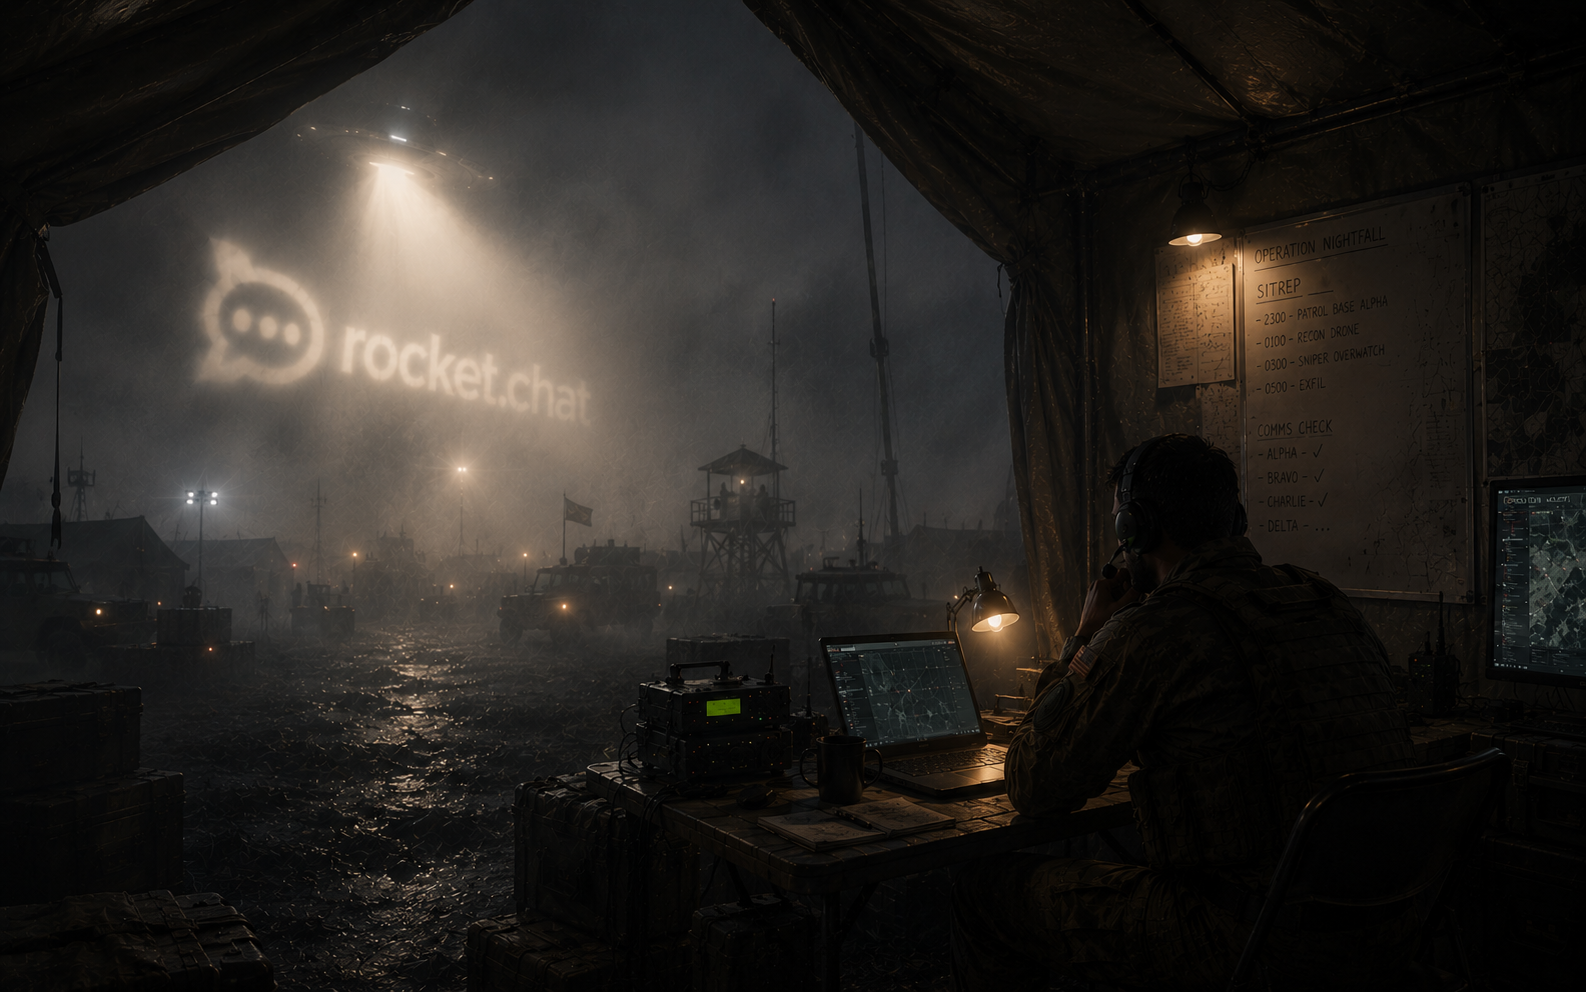 rocket.chat
OPERATION NIGHTFALL
SITREP
- 2300 - PATROL BASE ALPHA
- 0100 - RECON DRONE
- 0300 - SNIPER OVERWATCH
- 0500 - EXFIL
COMMS CHECK
- ALPHA - ✓
- BRAVO - ✓
- CHARLIE - ✓
- DELTA - ...